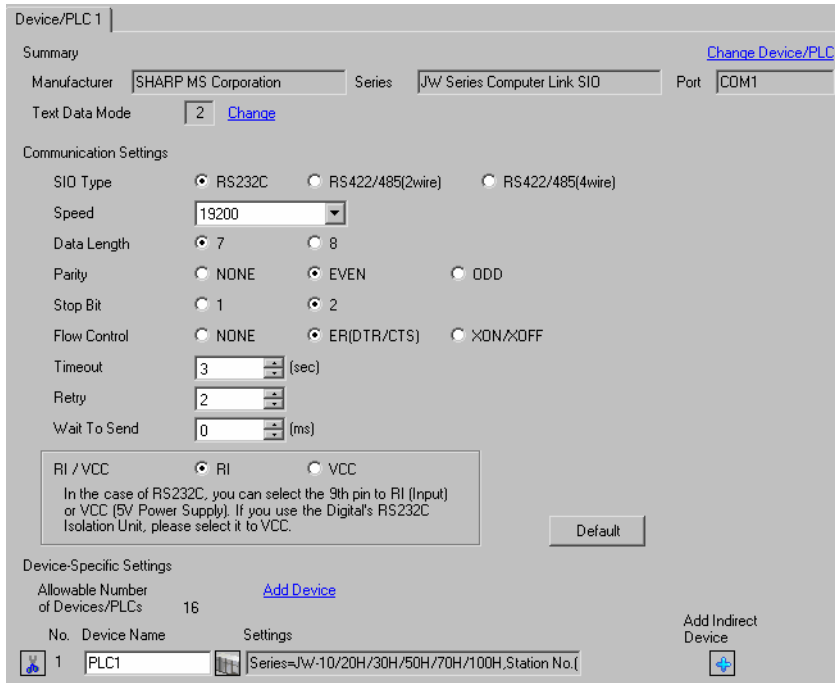 Device/PLC 1
Summary Change Device/PLC
Manufacturer SHARP MS Corporation Series JW Series Computer Link SIO Port COM1
Text Data Mode 2 Change
Communication Settings
SIO Type RS232C RS422/485(2wire) RS422/485(4wire)
Speed 19200
Data Length 7 8
Parity NONE EVEN ODD
Stop Bit 1 2
Flow Control NONE ER(DTR/CTS) XON/XOFF
Timeout 3 (sec)
Retry 2
Wait To Send 0 (ms)
RI / VCC RI VCC
In the case of RS232C, you can select the 9th pin to RI (Input)
or VCC (5V Power Supply). If you use the Digital's RS232C
Isolation Unit, please select it to VCC.
Default
Device-Specific Settings
Allowable Number Add Device
of Devices/PLCs 16
Add Indirect
Device
No. Device Name Settings
1 PLC1 Series=JW-10/20H/30H/50H/70H/100H,Station No.(